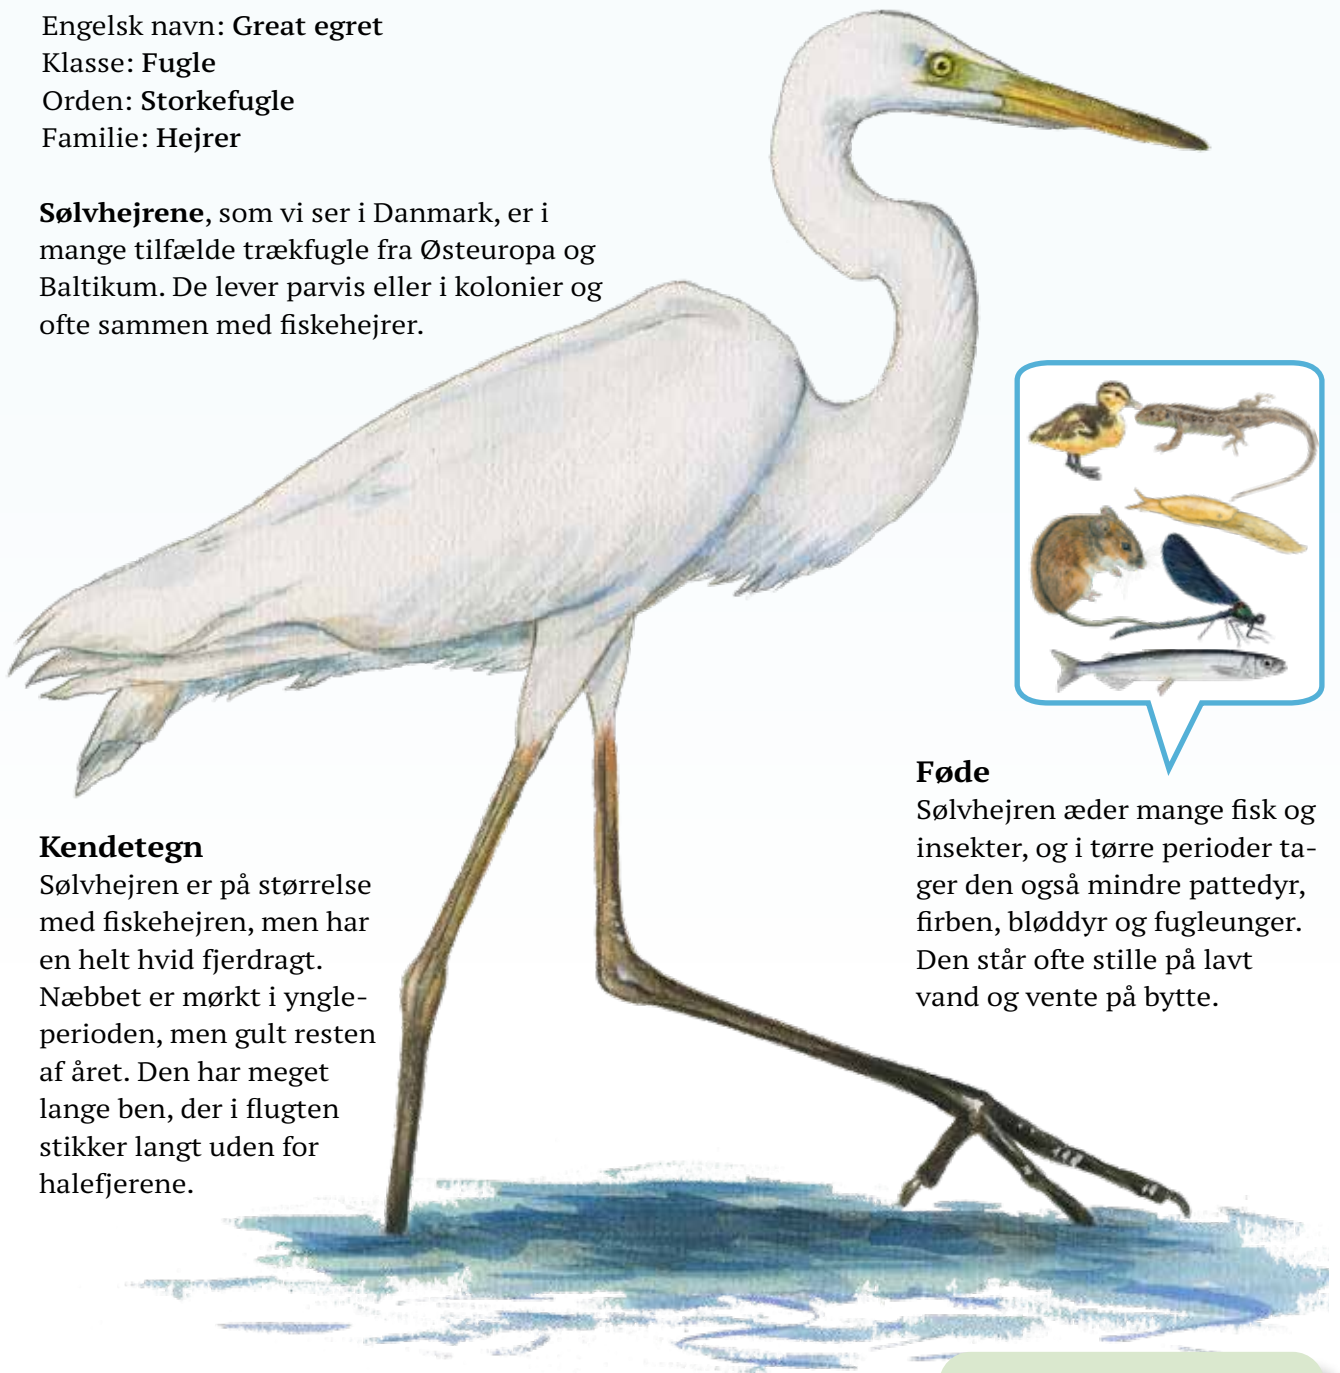 Engelsk navn: Great egret
Klasse: Fugle
Orden: Storkefugle
Familie: Hejrer
Sølvhejrene, som vi ser i Danmark, er i
mange tilfælde trækfugle fra Østeuropa og
Baltikum. De lever parvis eller i kolonier og
ofte sammen med fiskehejrer.
Kendetegn
Sølvhejren er på størrelse
med fiskehejren, men har
en helt hvid fjerdragt.
Næbbet er mørkt i yngle-
perioden, men gult resten
af året. Den har meget
lange ben, der i flugten
stikker langt uden for
halefjerene.
Føde
Sølvhejren æder mange fisk og
insekter, og i tørre perioder ta-
ger den også mindre pattedyr,
firben, bløddyr og fugleunger.
Den står ofte stille på lavt
vand og vente på bytte.